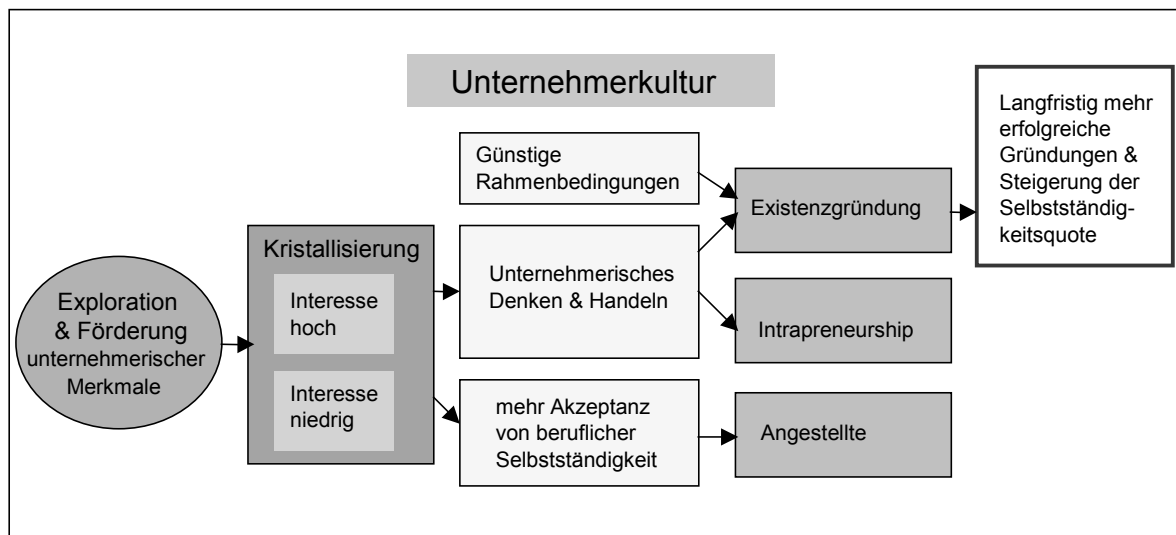 Unternehmerkultur
Exploration
& Förderung
unternehmerischer
Merkmale
Kristallisierung
Interesse
hoch
Interesse
niedrig
Günstige
Rahmenbedingungen
Unternehmerisches
Denken & Handeln
mehr Akzeptanz
von beruflicher
Selbstständigkeit
Existenzgründung
Intrapreneurship
Angestellte
Langfristig mehr
erfolgreiche
Gründungen &
Steigerung der
Selbstständig-
keitsquote